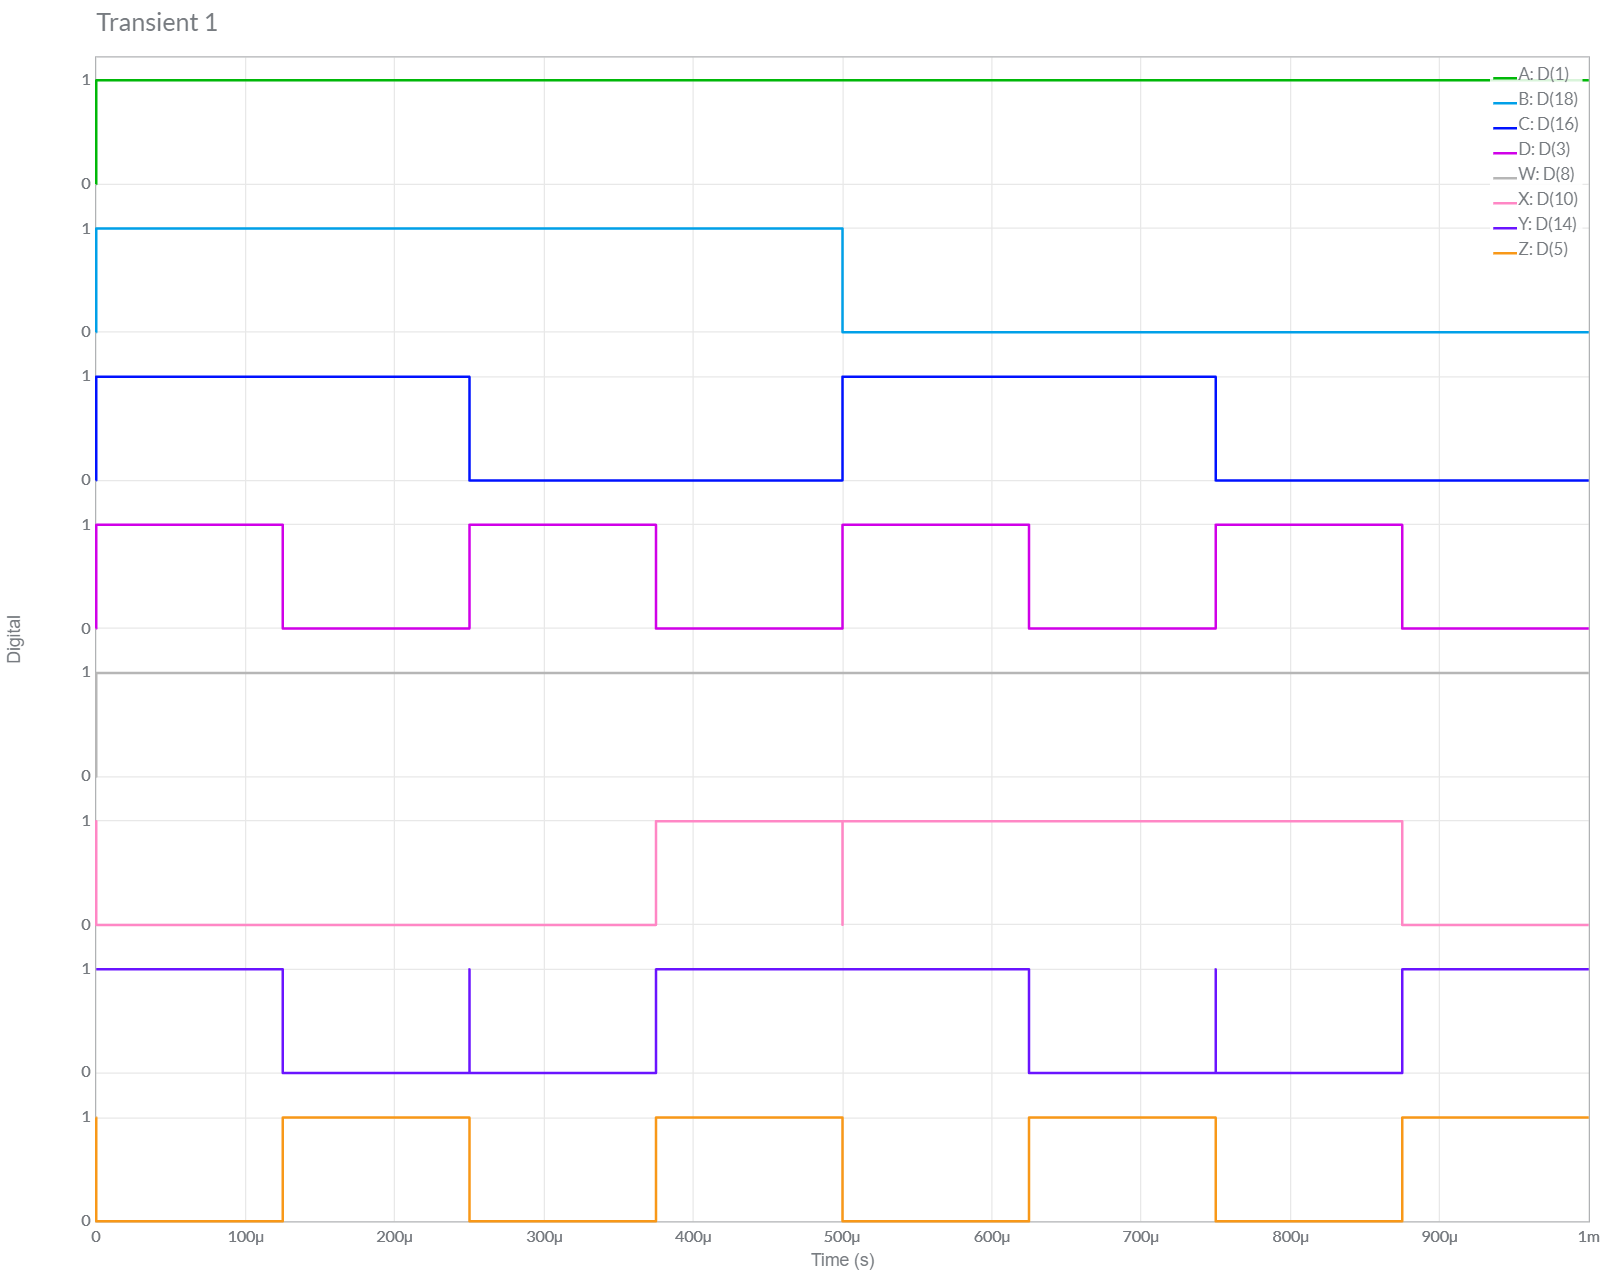 Transient 1
1
A: D(1)
B: D(18)
C: D(16)
D: D(3)
W: D(8)
X: D(10)
Y: D(14)
Z: D(5)
0
1
0
1
0
1
0
1
0
1
0
1
0
1
0
Digital
0
100µ
200µ
300µ
400µ
500µ
600µ
700µ
800µ
900µ
1m
Time (s)